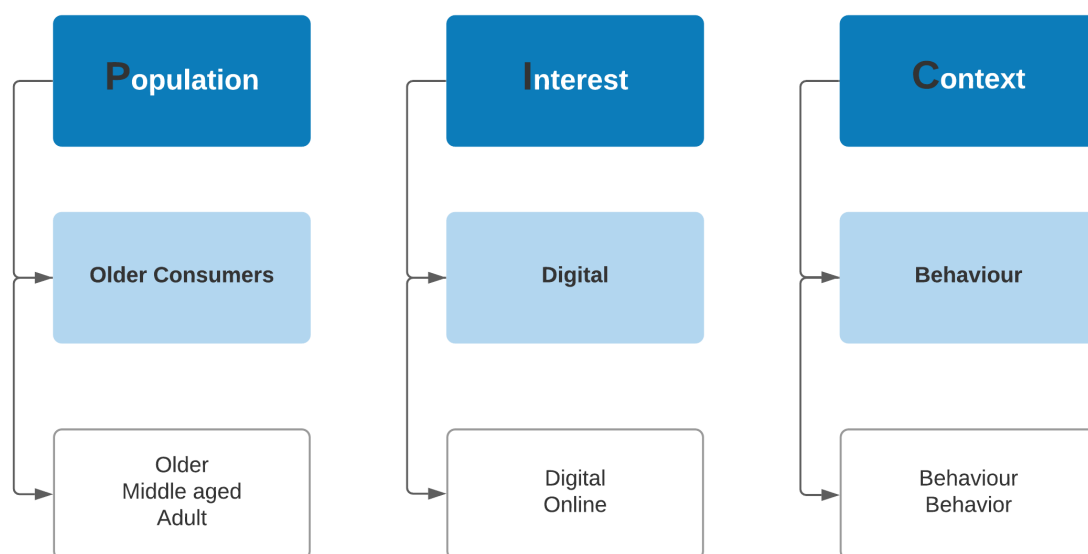 Population
Interest
Context
Older Consumers
Digital
Behaviour
Older
Middle aged
Adult
Digital
Online
Behaviour
Behavior